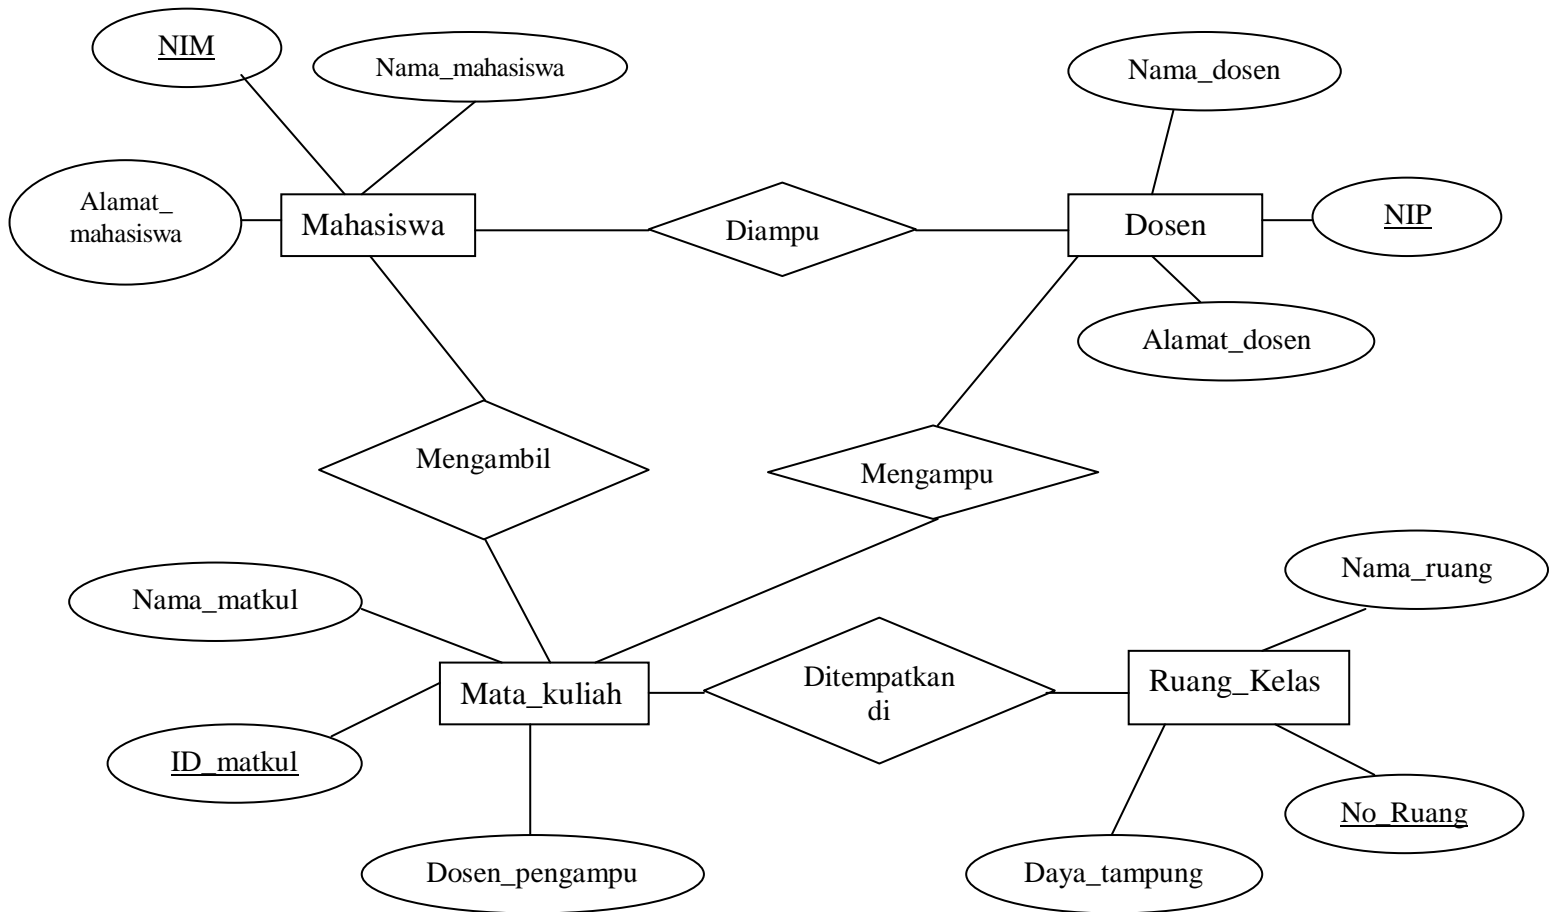 NIM
Nama_mahasiswa
Nama_dosen
Alamat_
mahasiswa
Mahasiswa
Diampu
Dosen
NIP
Alamat_dosen
Mengambil
Mengampu
Nama_matkul
Nama_ruang
Mata_kuliah
Ditempatkan
di
Ruang_Kelas
ID_matkul
No_Ruang
Dosen_pengampu
Daya_tampung